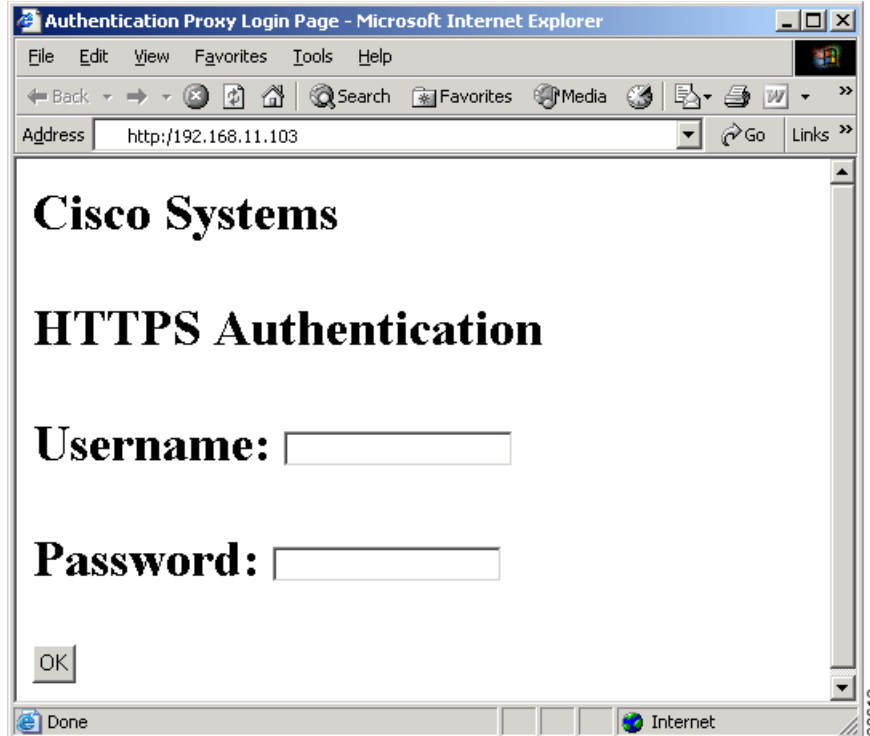 Authentication Proxy Login Page - Microsoft Internet Explorer
File Edit View Favorites Tools Help
Back Search Favorites Media W »
Address http:/192.168.11.103 Go Links »
Cisco Systems
HTTPS Authentication
Username:
Password:
OK
Done Internet